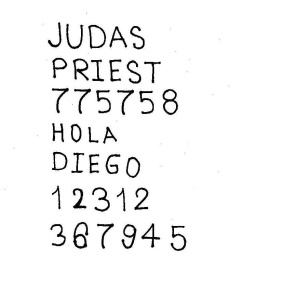 JUDAS
PRIEST
775758
HOLA
DIEGO
12312
367945